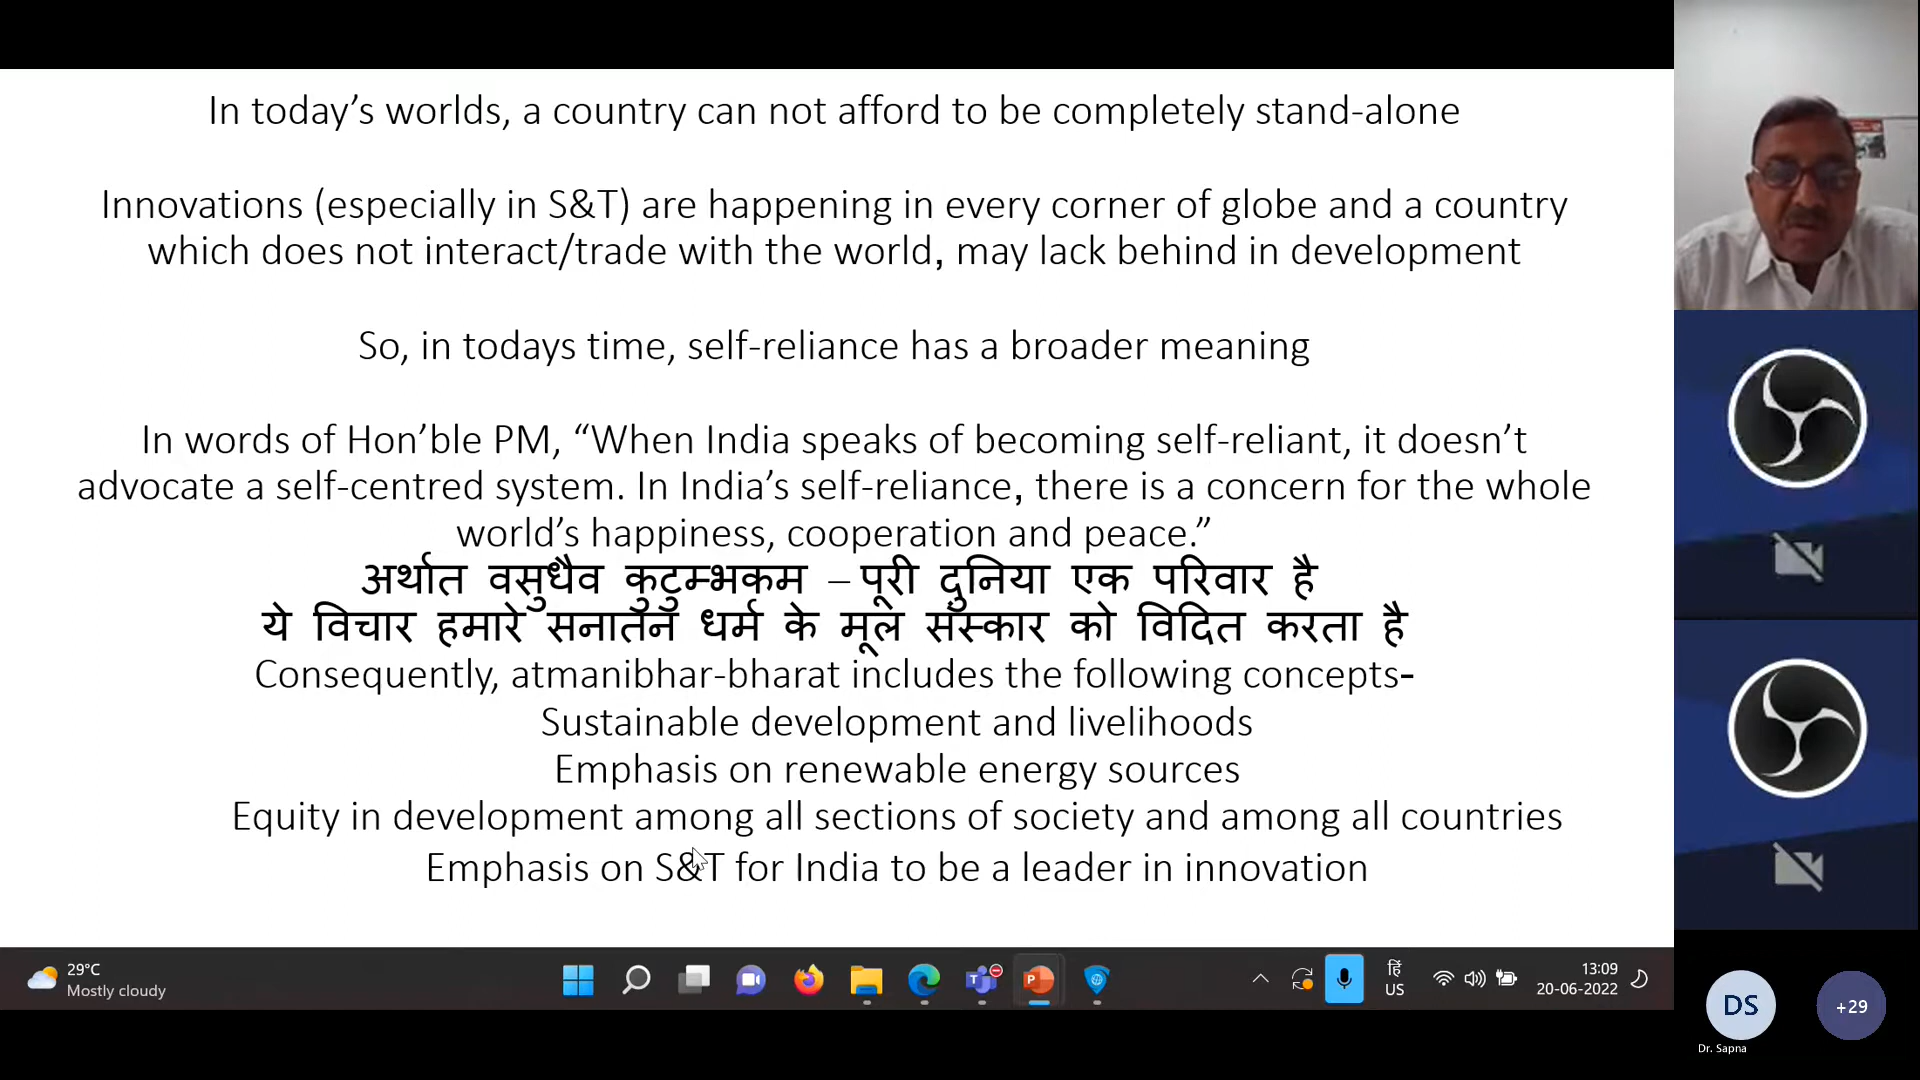 In today’s worlds, a country can not afford to be completely stand-alone
Innovations (especially in S&T) are happening in every corner of globe and a country
which does not interact/trade with the world, may lack behind in development
So, in todays time, self-reliance has a broader meaning
In words of Hon’ble PM, “When India speaks of becoming self-reliant, it doesn’t
advocate a self-centred system. In India’s self-reliance, there is a concern for the whole
world’s happiness, cooperation and peace.”
अर्थात वसुधैव कुटुम्भकम – पूरी दुनिया एक परिवार है
ये विचार हमारे सनातन धर्म के मूल संस्कार को विदित करता है
Consequently, atmanibhar-bharat includes the following concepts-
Sustainable development and livelihoods
Emphasis on renewable energy sources
Equity in development among all sections of society and among all countries
Emphasis on S&T for India to be a leader in innovation
29°C
Mostly cloudy
हिं
US
13:09
20-06-2022
DS
+29
Dr. Sapna